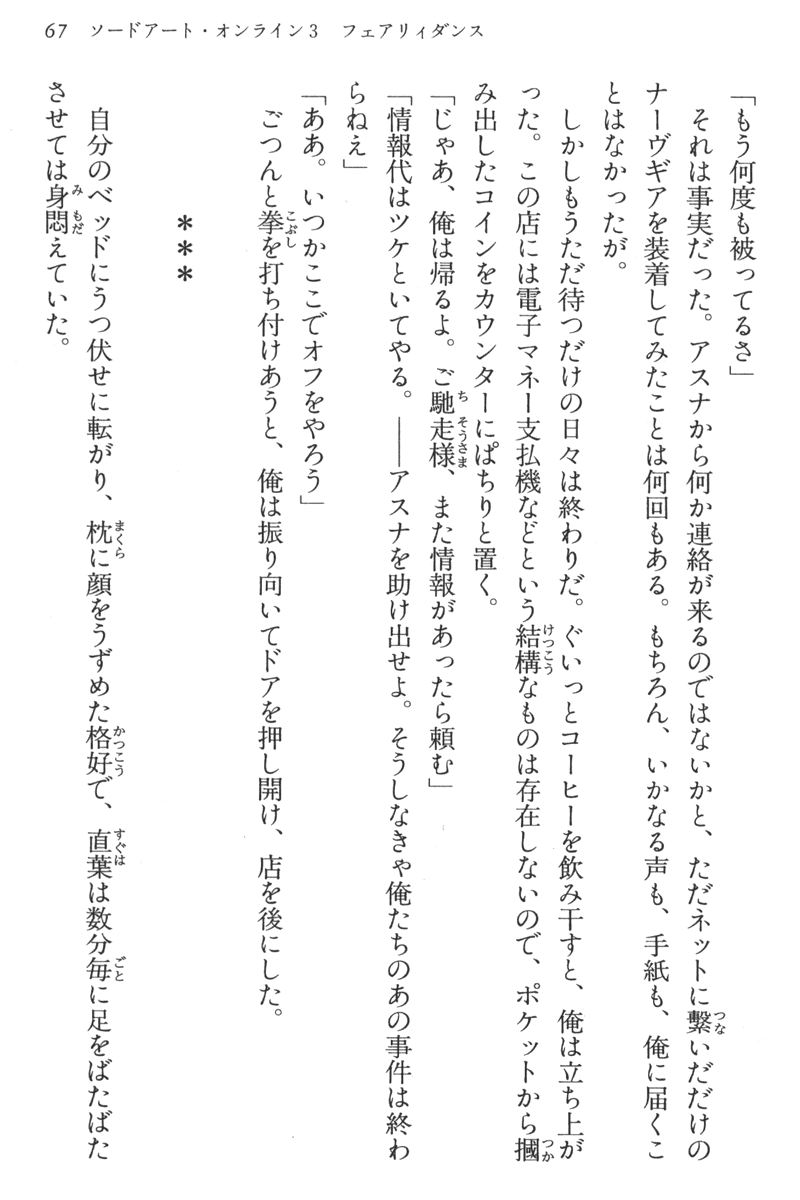 67 ソードアート・オンライン3 フェアリィダンス
「もう何度も被ってるさ」
それは事実だった。アスナから何か連絡が来るのではないかと、ただネットに繫いだだけの
ナーヴギアを装着してみたことは何回もある。もちろん、いかなる声も、手紙も、俺に届くこ
とはなかったが。
しかしもうただ待つだけの日々は終わりだ。ぐいっとコーヒーを飲み干すと、俺は立ち上が
った。この店には電子マネー支払機などという結構なものは存在しないので、ポケットから摑
み出したコインをカウンターにぱちりと置く。
「じゃあ、俺は帰るよ。ご馳走様、また情報があったら頼む」
「情報代はツケといてやる。——アスナを助け出せよ。そうしなきゃ俺たちのあの事件は終わ
らねえ」
「ああ。いつかここでオフをやろう」
ごつんと拳を打ち付けあうと、俺は振り向いてドアを押し開け、店を後にした。
＊＊＊
自分のベッドにうつ伏せに転がり、枕に顔をうずめた格好で、直葉は数分毎に足をばたばた
させては身悶えていた。